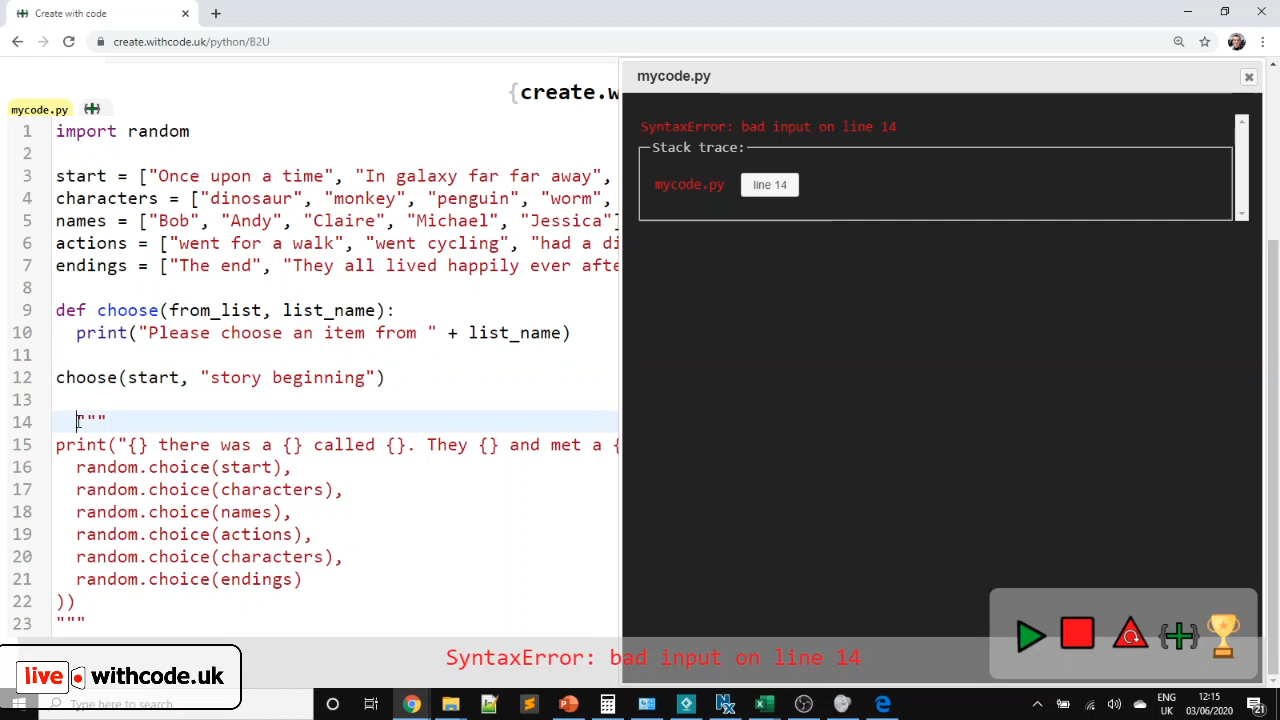 Create with code
create.withcode.uk/python/B2U
{create.w
mycode.py
mycode.py
1 import random
2
3 start = ["Once upon a time", "In galaxy far far away",
4 characters = ["dinosaur", "monkey", "penguin", "worm",
5 names = ["Bob", "Andy", "Claire", "Michael", "Jessica"]
6 actions = ["went for a walk", "went cycling", "had a di
7 endings = ["The end", "They all lived happily ever afte
8
9 def choose(from_list, list_name):
10 print("Please choose an item from " + list_name)
11
12 choose(start, "story beginning")
13
14 """
15 print("{} there was a {} called {}. They {} and met a {
16 random.choice(start),
17 random.choice(characters),
18 random.choice(names),
19 random.choice(actions),
20 random.choice(characters),
21 random.choice(endings)
22 ))
23 """
SyntaxError: bad input on line 14
Stack trace:
mycode.py line 14
SyntaxError: bad input on line 14
live withcode.uk
Type here to search
ENG
UK
12:15
03/06/2020
21